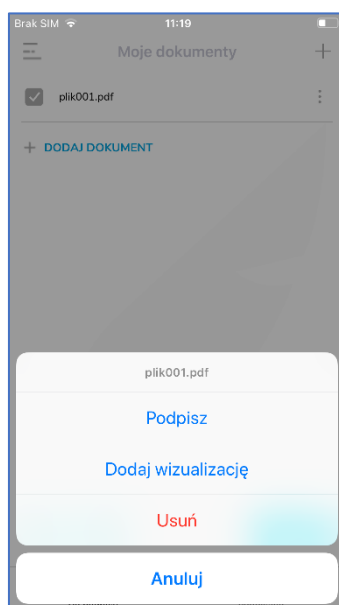 Brak SIM 11:19
Moje dokumenty
plik001.pdf
+ DODAJ DOKUMENT
plik001.pdf
Podpisz
Dodaj wizualizację
Usuń
Anuluj